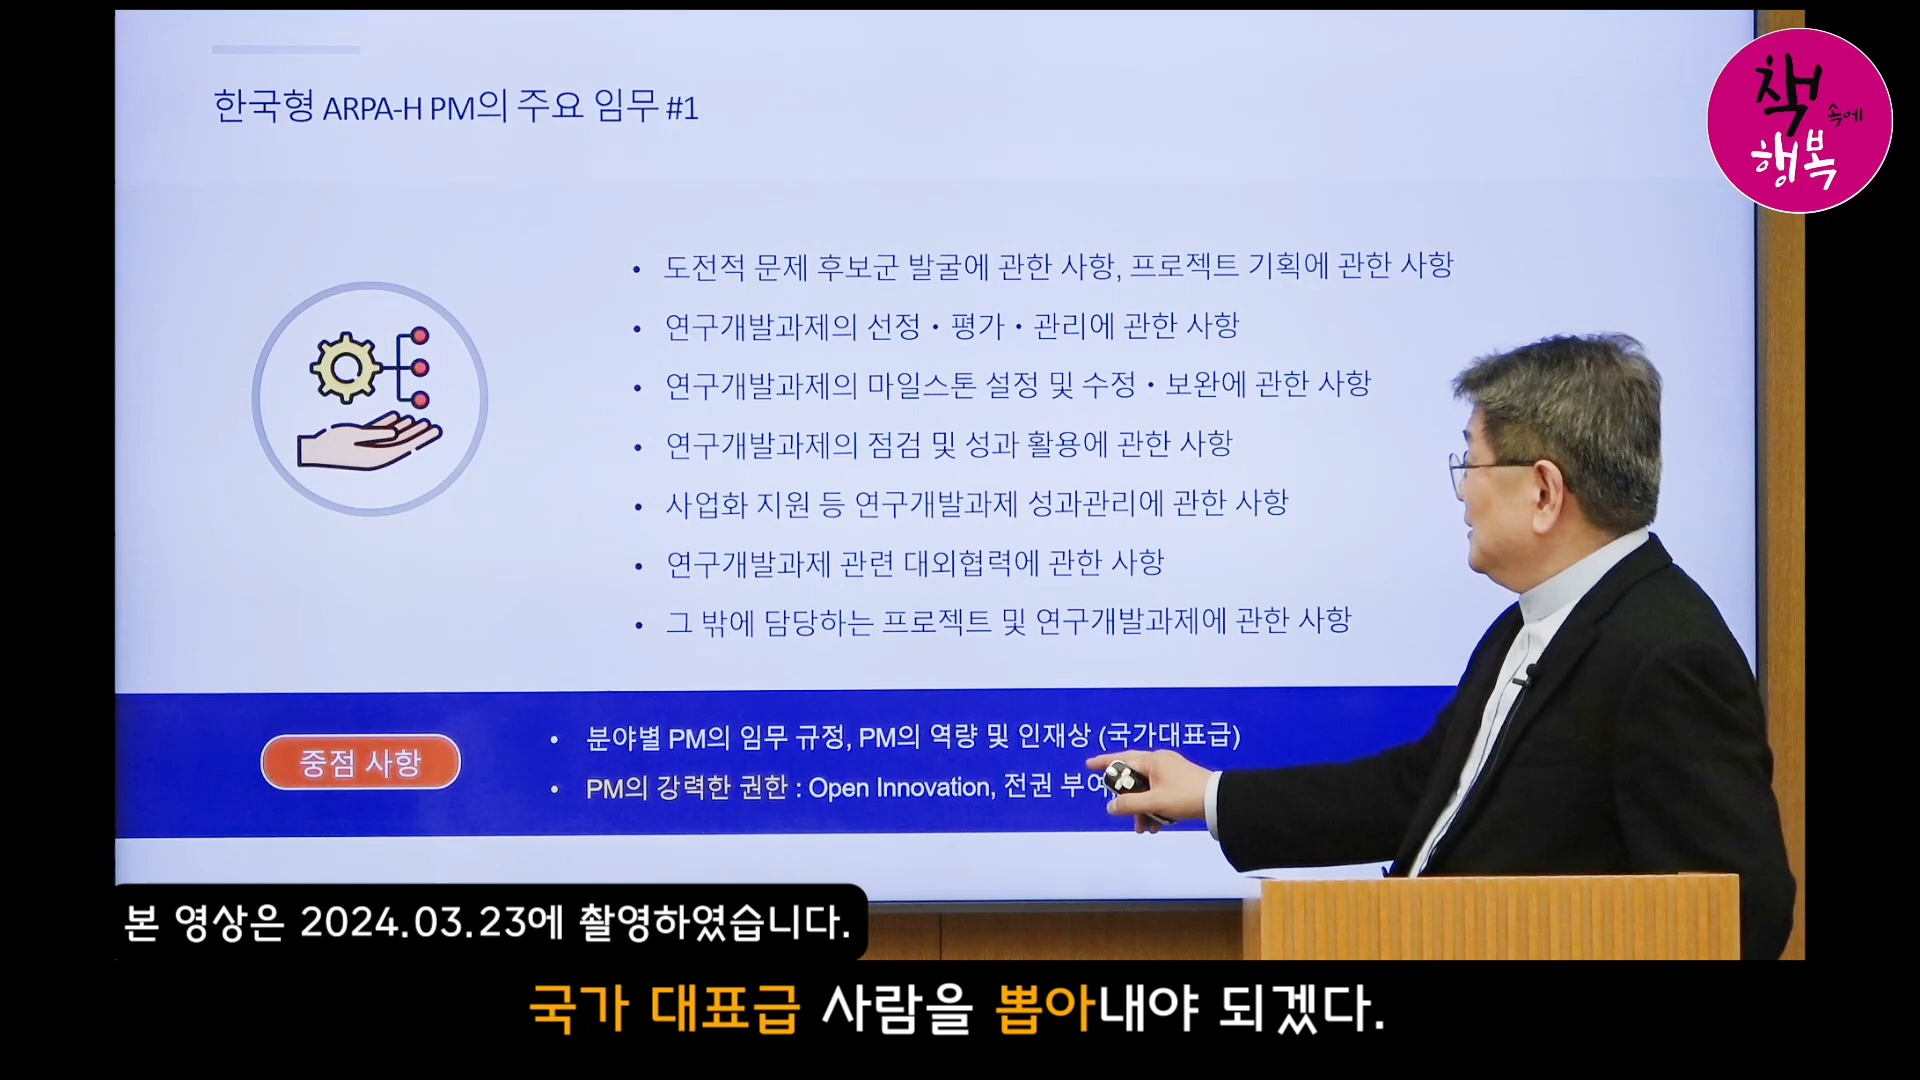 한국형 ARPA-H PM의 주요 임무 #1
책
속에
행복
• 도전적 문제 후보군 발굴에 관한 사항, 프로젝트 기획에 관한 사항
• 연구개발과제의 선정・평가・관리에 관한 사항
• 연구개발과제의 마일스톤 설정 및 수정・보완에 관한 사항
• 연구개발과제의 점검 및 성과 활용에 관한 사항
• 사업화 지원 등 연구개발과제 성과관리에 관한 사항
• 연구개발과제 관련 대외협력에 관한 사항
• 그 밖에 담당하는 프로젝트 및 연구개발과제에 관한 사항
중점 사항
• 분야별 PM의 임무 규정, PM의 역량 및 인재상 (국가대표급)
• PM의 강력한 권한 : Open Innovation, 전권 부여,
본 영상은 2024.03.23에 촬영하였습니다.
국가 대표급 사람을 뽑아내야 되겠다.